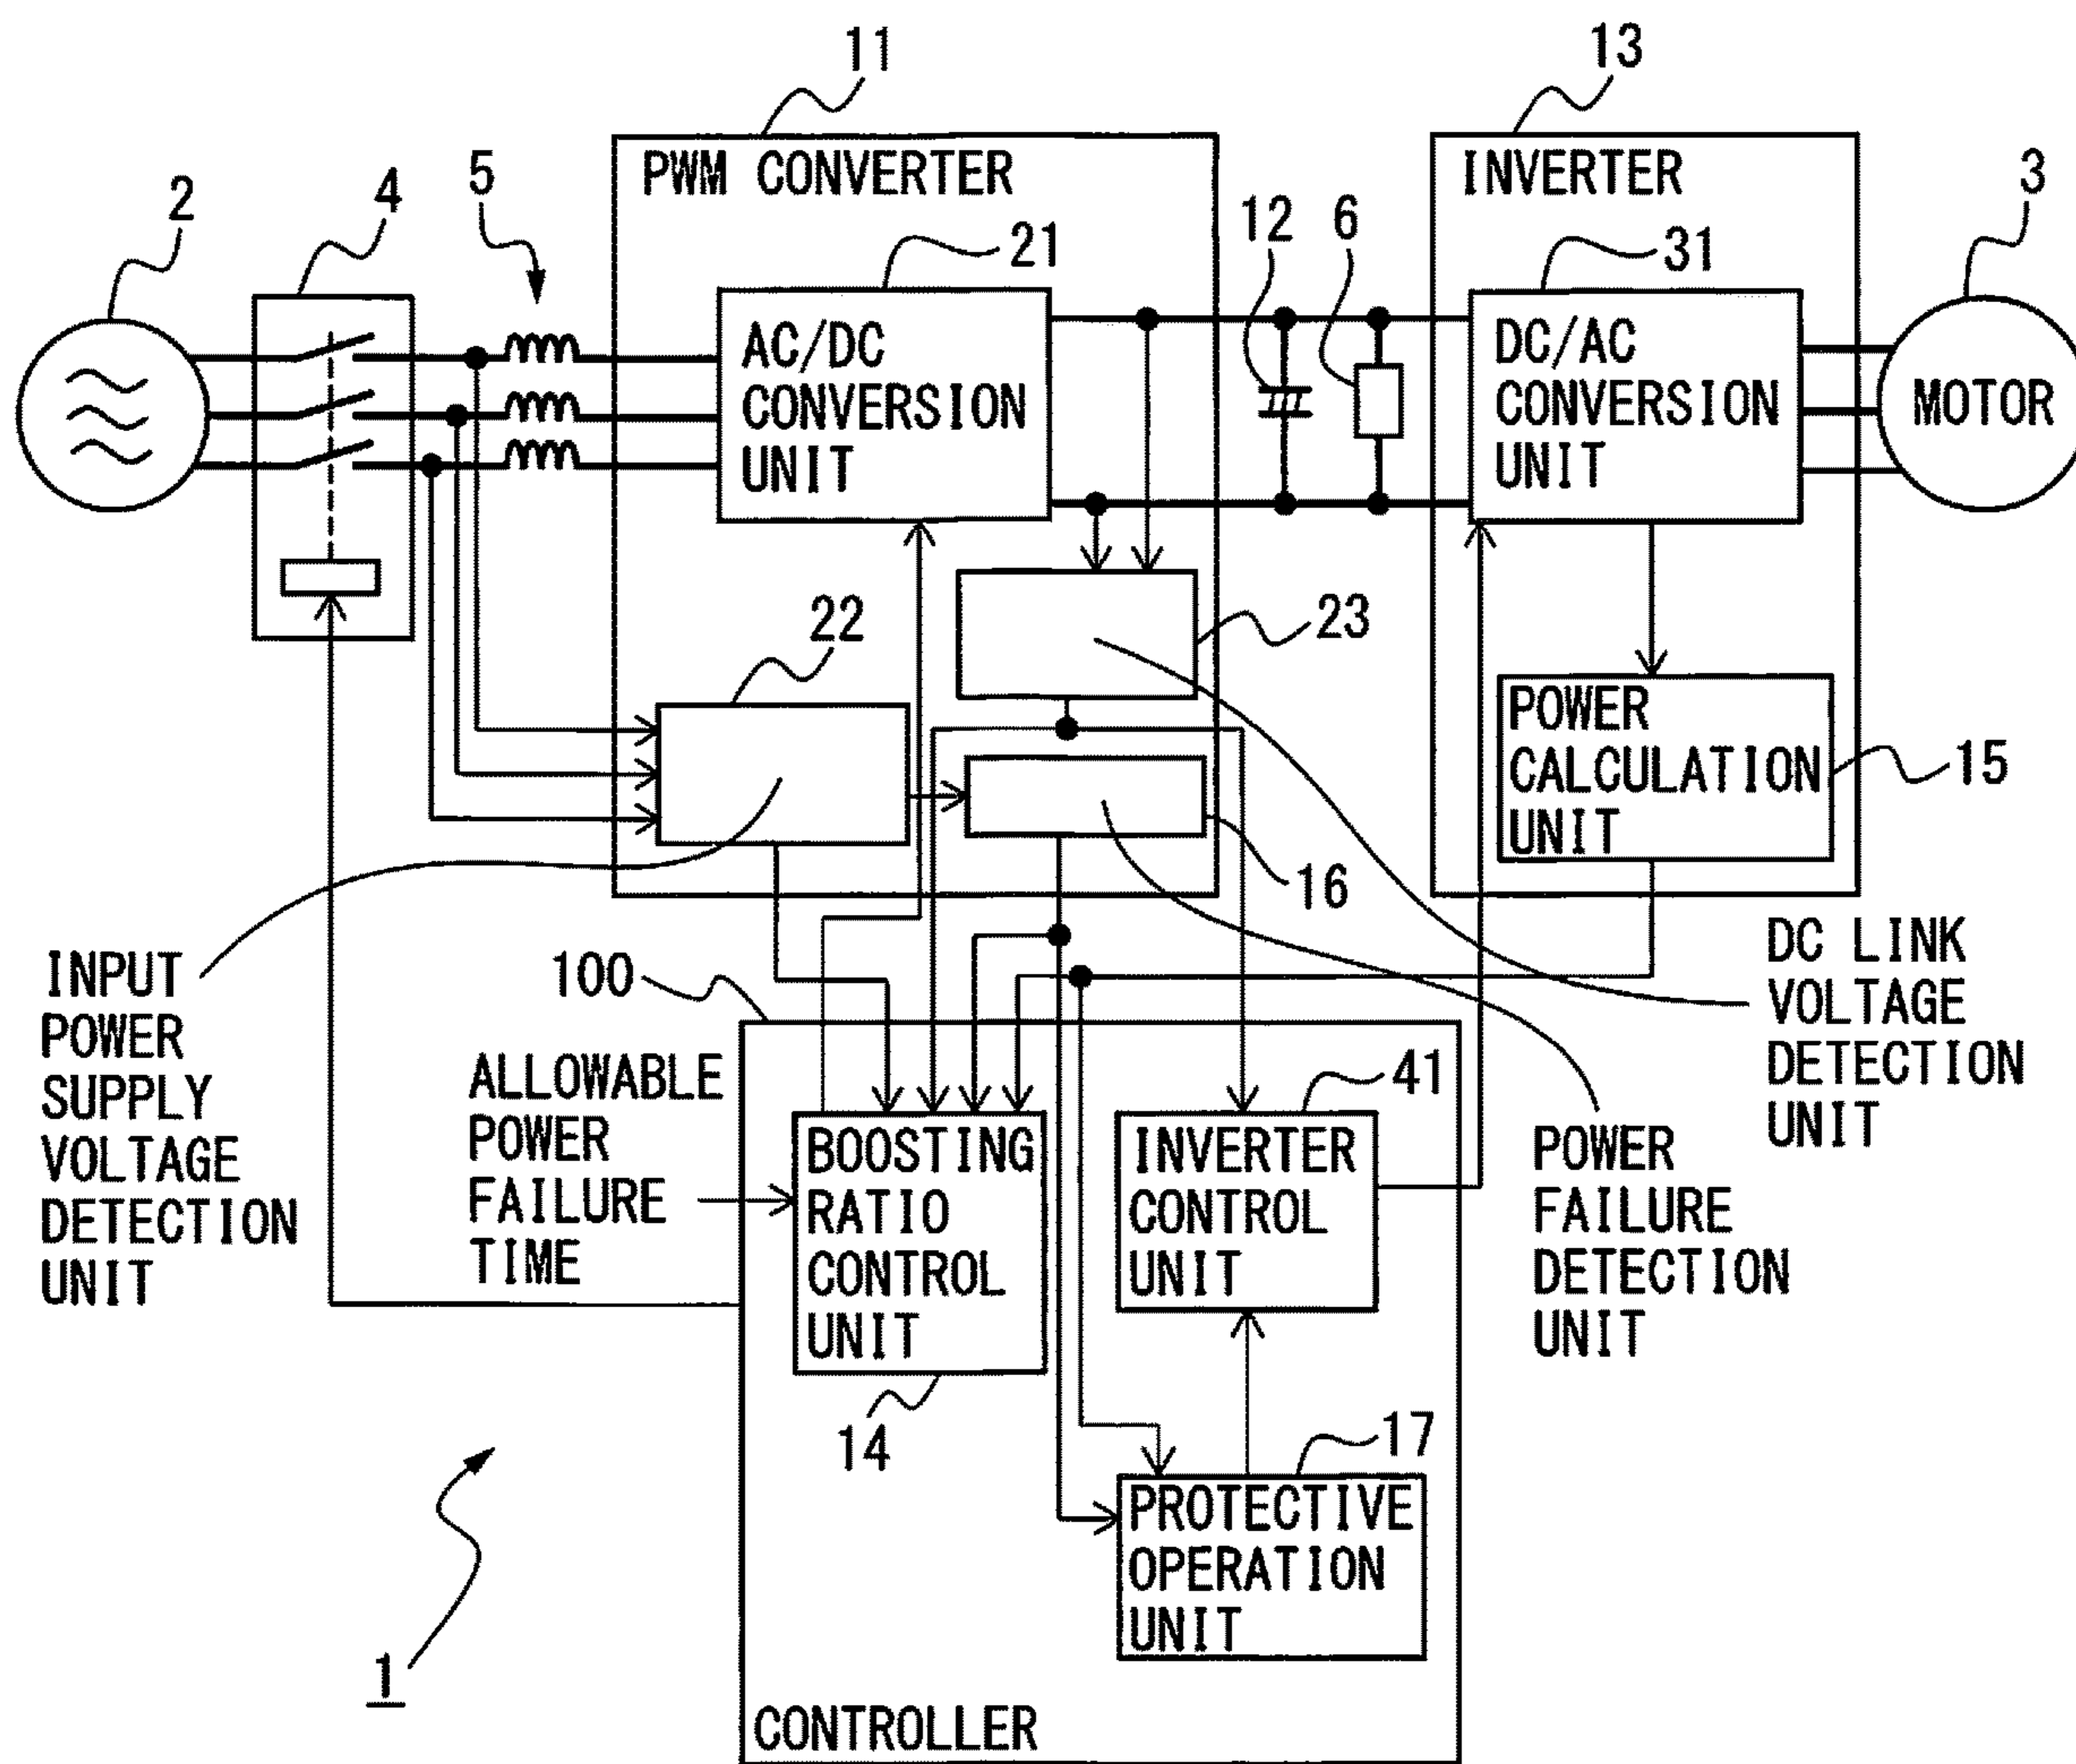 11
13
PWM CONVERTER
INVERTER
2
4
5
3
21
12
6
31
AC/DC
CONVERSION
UNIT
DC/AC
CONVERSION
UNIT
MOTOR
22
23
POWER
CALCULATION
UNIT
15
16
INPUT
POWER
SUPPLY
VOLTAGE
DETECTION
UNIT
100
DC LINK
VOLTAGE
DETECTION
UNIT
ALLOWABLE
POWER
FAILURE
TIME
41
BOOSTING
RATIO
CONTROL
UNIT
INVERTER
CONTROL
UNIT
POWER
FAILURE
DETECTION
UNIT
14
17
PROTECTIVE
OPERATION
UNIT
1
CONTROLLER